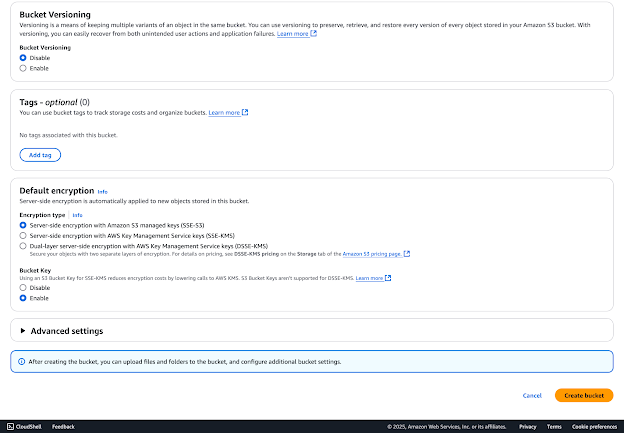 Bucket Versioning
Versioning is a means of keeping multiple variants of an object in the same bucket. You can use versioning to preserve, retrieve, and restore every version of every object stored in your Amazon S3 bucket. With
versioning, you can easily recover from both unintended user actions and application failures. Learn more
Bucket Versioning
Disable
Enable
Tags - optional (0)
You can use bucket tags to track storage costs and organize buckets. Learn more
No tags associated with this bucket.
Add tag
Default encryption Info
Server-side encryption is automatically applied to new objects stored in this bucket.
Encryption type | Info
Server-side encryption with Amazon S3 managed keys (SSE-S3)
Server-side encryption with AWS Key Management Service keys (SSE-KMS)
Dual-layer server-side encryption with AWS Key Management Service keys (DSSE-KMS)
Secure your objects with two separate layers of encryption. For details on pricing, see DSSE-KMS pricing on the Storage tab of the Amazon S3 pricing page.
Bucket Key
Using an S3 Bucket Key for SSE-KMS reduces encryption costs by lowering calls to AWS KMS. S3 Bucket Keys aren't supported for DSSE-KMS. Learn more
Disable
Enable
Advanced settings
After creating the bucket, you can upload files and folders to the bucket, and configure additional bucket settings.
Cancel Create bucket
CloudShell Feedback © 2025, Amazon Web Services, Inc. or its affiliates. Privacy Terms Cookie preferences